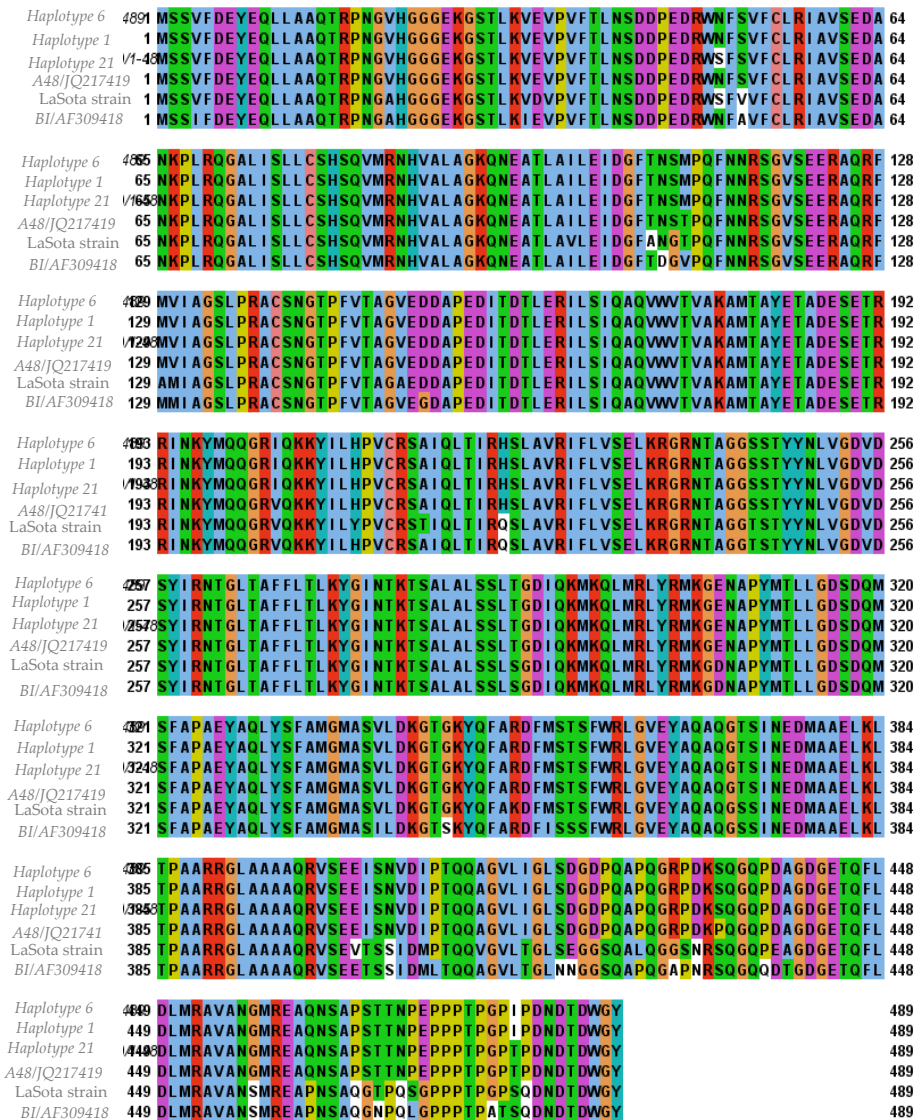 Haplotype 6 489 1 MSSVFDEYEQLLAAQTRPNGVHGGGEKGSTLKVEVPVFTLNSDDPEDRWNFSVFCLRIAVSEDA 64
Haplotype 1 1 MSSVFDEYEQLLAAQTRPNGVHGGGEKGSTLKVEVPVFTLNSDDPEDRWNFSVFCLRIAVSEDA 64
Haplotype 21 /1-48 MSSVFDEYEQLLAAQTRPNGVHGGGEKGSTLKVEVPVFTLNSDDPEDRWSFSVFCLRIAVSEDA 64
A48/JQ217419 1 MSSVFDEYEQLLAAQTRPNGVHGGGEKGSTLKVEVPVFTLNSDDPEDRWNFSVFCLRIAVSEDA 64
LaSota strain 1 MSSVFDEYEQLLAAQTRPNGAHGGGEKGSTLKVDVPVFTLNSDDPEDRWSFVVFCLRIAVSEDA 64
BI/AF309418 1 MSSIFDEYEQLLAAQTRPNGAHGGGEKGSTLKIEVPVFTLNSDDPEDRWNFAVFCLRIAVSEDA 64
Haplotype 6 65 NKPLRQGALISLLCSHSQVMRNHVALAGKQNEATLAILEIDGFTNSMPQFNNRSGVSEERAQRF 128
Haplotype 1 65 NKPLRQGALISLLCSHSQVMRNHVALAGKQNEATLAILEIDGFTNSMPQFNNRSGVSEERAQRF 128
Haplotype 21 65 NKPLRQGALISLLCSHSQVMRNHVALAGKQNEATLAILEIDGFTNSMPQFNNRSGVSEERAQRF 128
A48/JQ217419 65 NKPLRQGALISLLCSHSQVMRNHVALAGKQNEATLAILEIDGFTNSTPQFNNRSGVSEERAQRF 128
LaSota strain 65 NKPLRQGALISLLCSHSQVMRNHVALAGKQNEATLAVLEIDGFANGTPQFNNRSGVSEERAQRF 128
BI/AF309418 65 NKPLRQGALISLLCSHSQVMRNHVALAGKQNEATLAILEIDGFTDGVPQFNNRSGVSEERAQRF 128
Haplotype 6 129 MVIAGSLPRACSNGTPFVTAGVEDDAPEDITDTLERILSIQAQVWVTVAKAMTAYETADESETR 192
Haplotype 1 129 MVIAGSLPRACSNGTPFVTAGVEDDAPEDITDTLERILSIQAQVWVTVAKAMTAYETADESETR 192
Haplotype 21 129 MVIAGSLPRACSNGTPFVTAGVEDDAPEDITDTLERILSIQAQVWVTVAKAMTAYETADESETR 192
A48/JQ217419 129 MVIAGSLPRACSNGTPFVTAGVEDDAPEDITDTLERILSIQAQVWVTVAKAMTAYETADESETR 192
LaSota strain 129 AMIAGSLPRACSNGTPFVTAGAEDDAPEDITDTLERILSIQAQVWVTVAKAMTAYETADESETR 192
BI/AF309418 129 MMIAGSLPRACSNGTPFVTAGVEGDAPEDITDTLERILSIQAQVWVTVAKAMTAYETADESETR 192
Haplotype 6 193 RINKYMQQGRIQKKYILHPVCRSAIQLTIRHSLAVRIFLVSELKRGRNTAGGSSTYYNLVGDVD 256
Haplotype 1 193 RINKYMQQGRIQKKYILHPVCRSAIQLTIRHSLAVRIFLVSELKRGRNTAGGSSTYYNLVGDVD 256
Haplotype 21 193 RINKYMQQGRIQKKYILHPVCRSAIQLTIRHSLAVRIFLVSELKRGRNTAGGSSTYYNLVGDVD 256
A48/JQ21741 193 RINKYMQQGRVQKKYILHPVCRSAIQLTIRHSLAVRIFLVSELKRGRNTAGGSSTYYNLVGDVD 256
LaSota strain 193 RINKYMQQGRVQKKYILYPVCRSTIQLTIRQSLAVRIFLVSELKRGRNTAGGTSTYYNLVGDVD 256
BI/AF309418 193 RINKYMQQGRVQKKYILHPVCRSAIQLTIRQSLAVRIFLVSELKRGRNTAGGTSTYYNLVGDVD 256
Haplotype 6 257 SYIRNTGLTAFFLTLKYGINTKTSALALSSLTGDIQKMKQLMRLYRMKGENAPYMTLLGDSDQM 320
Haplotype 1 257 SYIRNTGLTAFFLTLKYGINTKTSALALSSLTGDIQKMKQLMRLYRMKGENAPYMTLLGDSDQM 320
Haplotype 21 257 SYIRNTGLTAFFLTLKYGINTKTSALALSSLTGDIQKMKQLMRLYRMKGENAPYMTLLGDSDQM 320
A48/JQ217419 257 SYIRNTGLTAFFLTLKYGINTKTSALALSSLTGDIQKMKQLMRLYRMKGENAPYMTLLGDSDQM 320
LaSota strain 257 SYIRNTGLTAFFLTLKYGINTKTSALALSSLSGDIQKMKQLMRLYRMKGENAPYMTLLGDSDQM 320
BI/AF309418 257 SYIRNTGLTAFFLTLKYGINTKTSALALSSLSGDIQKMKQLMRLYRMKGDNAPYMTLLGDSDQM 320
Haplotype 6 321 SFAPAEYAQLYSFAMGMASVLDKGTGKYQFARDFMSTSFWRLGVEYAQAQGTSINEDMAAELKL 384
Haplotype 1 321 SFAPAEYAQLYSFAMGMASVLDKGTGKYQFARDFMSTSFWRLGVEYAQAQGTSINEDMAAELKL 384
Haplotype 21 321 SFAPAEYAQLYSFAMGMASVLDKGTGKYQFARDFMSTSFWRLGVEYAQAQGTSINEDMAAELKL 384
A48/JQ217419 321 SFAPAEYAQLYSFAMGMASVLDKGTGKYQFARDFMSTSFWRLGVEYAQAQGTSINEDMAAELKL 384
LaSota strain 321 SFAPAEYAQLYSFAMGMASVLDKGTGKYQFARDFMSTSFWRLGVEYAQAQGSSINEDMAAELKL 384
BI/AF309418 321 SFAPAEYAQLYSFAMGMASILDKGTSKYQFARDFISSSFWRLGVEYAQAQGSSINEDMAAELKL 384
Haplotype 6 385 TPAARRGLAAAAQRVSEEISNVDIPTQQAGVLIGLSDGDPQAPQGRPDKSQGQPDAGDGETQFL 448
Haplotype 1 385 TPAARRGLAAAAQRVSEEISNVDIPTQQAGVLIGLSDGDPQAPQGRPDKSQGQPDAGDGETQFL 448
Haplotype 21 385 TPAARRGLAAAAQRVSEEISNVDIPTQQAGVLIGLSDGDPQAPQGRPDKSQGQPDAGDGETQFL 448
A48/JQ21741 385 TPAARRGLAAAAQRVSEEISNVDIPTQQAGVLIGLSDGDPQAPQGRPDKPQGQPDAGDGETQFL 448
LaSota strain 385 TPAARRGLAAAAQRVSEVTSSIDMPTQQVGVLTGLSEGGSQALQGGSNRSQGQPEAGDGETQFL 448
BI/AF309418 385 TPAARRGLAAAAQRVSEETSSIDMLTQQAGVLTGLNNGGSQAPQGAPNRSQGQQDTGDGETQFL 448
Haplotype 6 449 DLMRAVANGMREAQNSAPSTTNPEPPPTPGPIPDNDTDWGY 489
Haplotype 1 449 DLMRAVANGMREAQNSAPSTTNPEPPPTPGPIPDNDTDWGY 489
Haplotype 21 449 DLMRAVANGMREAQNSAPSTTNPEPPPTPGPTPDNDTDWGY 489
A48/JQ217419 449 DLMRAVANGMREAQNSAPSTTNPEPPPTPGPTPDNDTDWGY 489
LaSota strain 449 DLMRAVANSMREAPNSAQGTPQSGPPPTPGPSQDNDTDWGY 489
BI/AF309418 449 DLMRAVANSMREAPNSAQGNPQLGPPPTPATSQDNDTDWGY 489